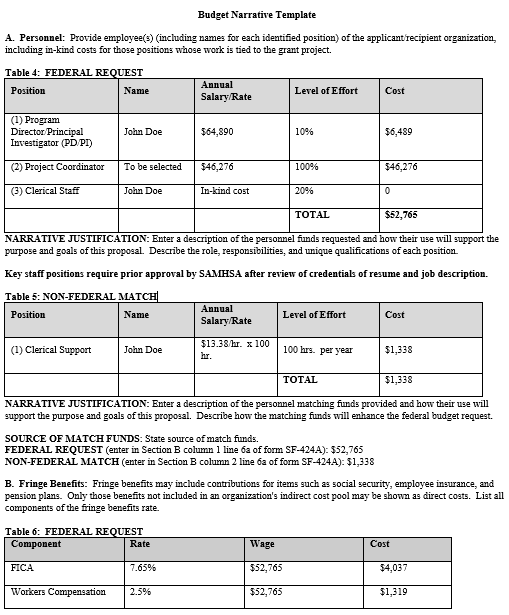 Budget Narrative Template
A. Personnel: Provide employee(s) (including names for each identified position) of the applicant/recipient organization,
including in-kind costs for those positions whose work is tied to the grant project.
Table 4: FEDERAL REQUEST
Position Name Annual Salary/Rate Level of Effort Cost
(1) Program Director/Principal Investigator (PD/PI) John Doe $64,890 10% $6,489
(2) Project Coordinator To be selected $46,276 100% $46,276
(3) Clerical Staff John Doe In-kind cost 20% 0
TOTAL $52,765
NARRATIVE JUSTIFICATION: Enter a description of the personnel funds requested and how their use will support the
purpose and goals of this proposal. Describe the role, responsibilities, and unique qualifications of each position.
Key staff positions require prior approval by SAMHSA after review of credentials of resume and job description.
Table 5: NON-FEDERAL MATCH
Position Name Annual Salary/Rate Level of Effort Cost
(1) Clerical Support John Doe $13.38/hr. x 100 hr. 100 hrs. per year $1,338
TOTAL $1,338
NARRATIVE JUSTIFICATION: Enter a description of the personnel matching funds provided and how their use will
support the purpose and goals of this proposal. Describe how the matching funds will enhance the federal budget request.
SOURCE OF MATCH FUNDS: State source of match funds.
FEDERAL REQUEST (enter in Section B column 1 line 6a of form SF-424A): $52,765
NON-FEDERAL MATCH (enter in Section B column 2 line 6a of form SF-424A): $1,338
B. Fringe Benefits: Fringe benefits may include contributions for items such as social security, employee insurance, and
pension plans. Only those benefits not included in an organization's indirect cost pool may be shown as direct costs. List all
components of the fringe benefits rate.
Table 6: FEDERAL REQUEST
Component Rate Wage Cost
FICA 7.65% $52,765 $4,037
Workers Compensation 2.5% $52,765 $1,319